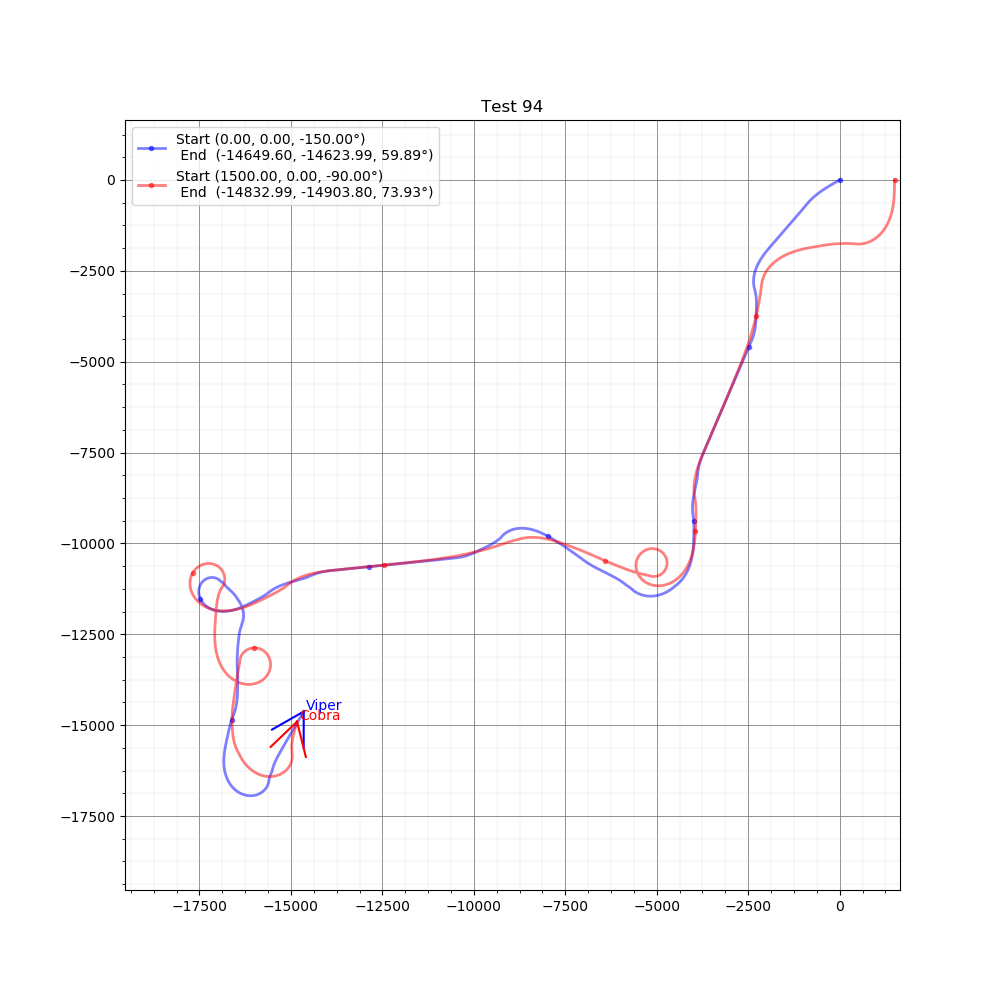 Test 94
Start (0.00, 0.00, -150.00°)
End  (-14649.60, -14623.99, 59.89°)
Start (1500.00, 0.00, -90.00°)
End  (-14832.99, -14903.80, 73.93°)
0
−2500
−5000
−7500
−10000
−12500
−15000
−17500
Viper
Cobra
−17500 −15000 −12500 −10000 −7500 −5000 −2500 0